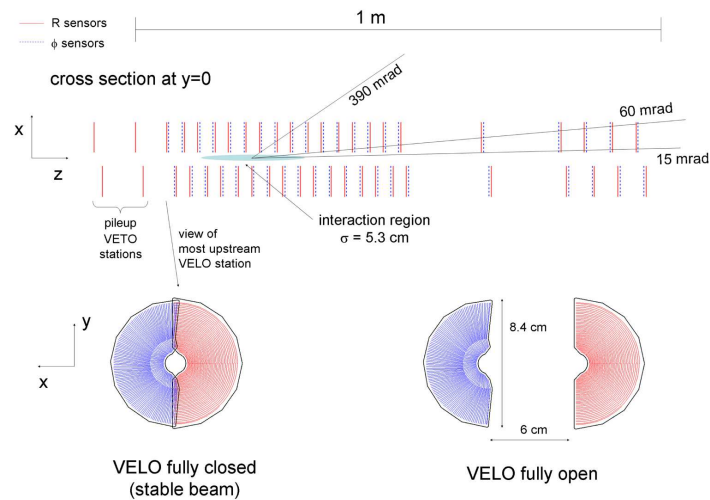 R sensors
ϕ sensors
1 m
cross section at y=0
390 mrad
60 mrad
15 mrad
x
z
pileup
VETO
stations
view of
most upstream
VELO station
interaction region
σ = 5.3 cm
y
x
8.4 cm
6 cm
VELO fully closed
(stable beam)
VELO fully open